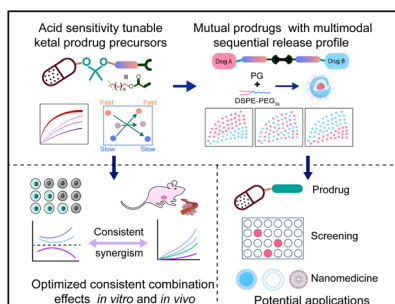 Acid sensitivity tunable
ketal prodrug precursors
Mutual prodrugs with multimodal
sequential release profile
Drug A
Drug B
PG
+
DSPE-PEG2k
Fast
Fast
Slow
Slow
Consistent
synergism
Optimized consistent combination
effects in vitro and in vivo
Prodrug
Screening
Nanomedicine
Potential applications